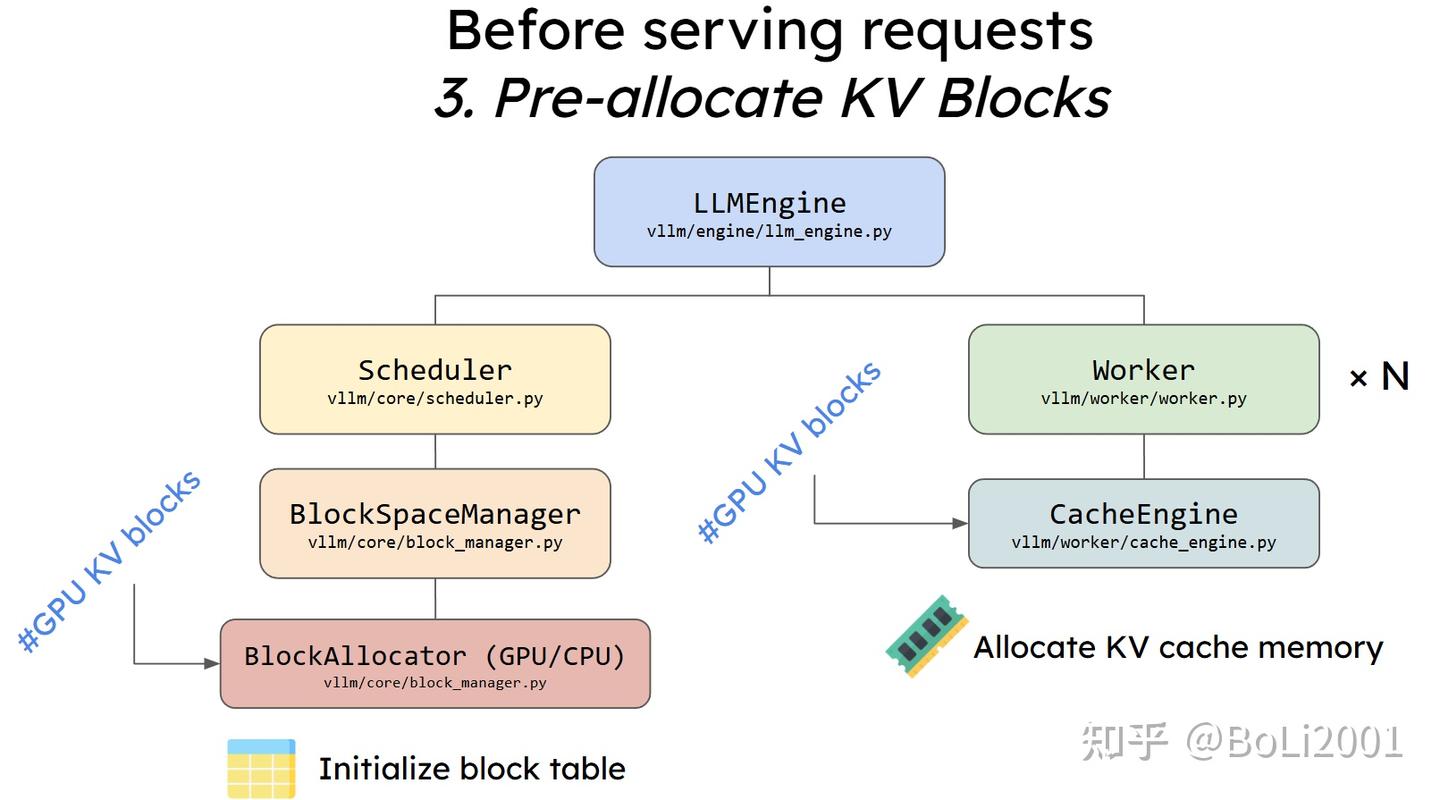 Before serving requests
3. Pre-allocate KV Blocks
LLMEngine
vllm/engine/llm_engine.py
Scheduler
vllm/core/scheduler.py
Worker
vllm/worker/worker.py
× N
#GPU KV blocks
BlockSpaceManager
vllm/core/block_manager.py
#GPU KV blocks
CacheEngine
vllm/worker/cache_engine.py
BlockAllocator (GPU/CPU)
vllm/core/block_manager.py
Allocate KV cache memory
Initialize block table
知乎 @BoLi2001